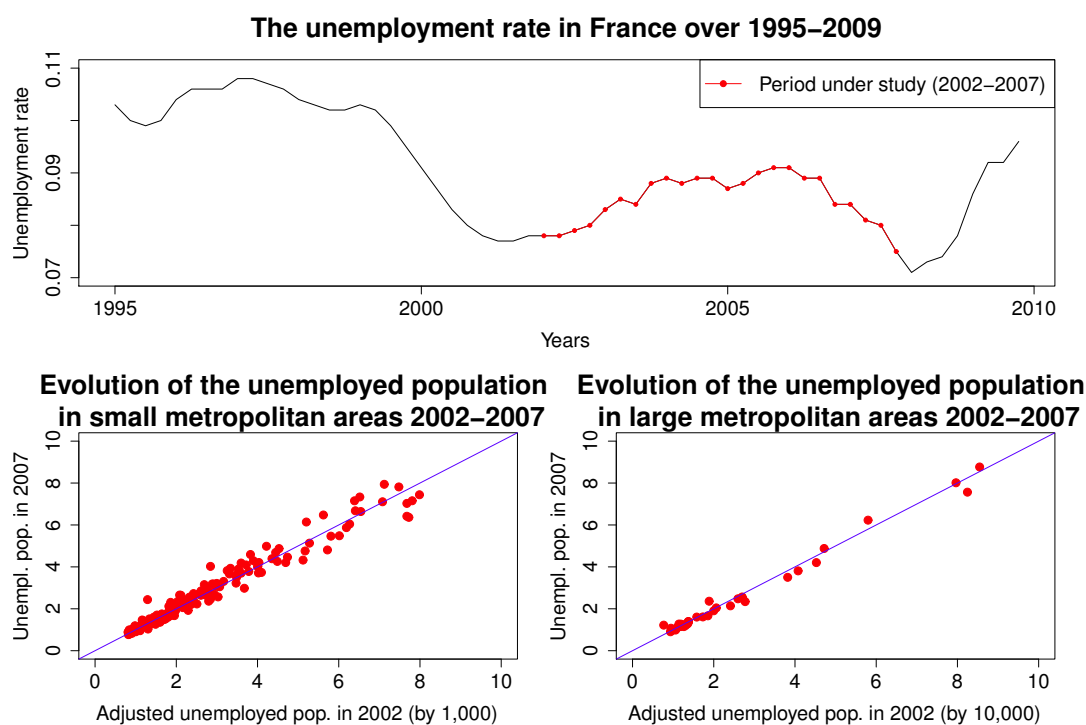 The unemployment rate in France over 1995−2009
Unemployment rate
0.07
0.09
0.11
Period under study (2002−2007)
1995
2000
2005
2010
Years
Evolution of the unemployed population
in small metropolitan areas 2002−2007
Unempl. pop. in 2007
0
2
4
6
8
10
0
2
4
6
8
10
Adjusted unemployed pop. in 2002 (by 1,000)
Evolution of the unemployed population
in large metropolitan areas 2002−2007
Unempl. pop. in 2007
0
2
4
6
8
10
0
2
4
6
8
10
Adjusted unemployed pop. in 2002 (by 10,000)